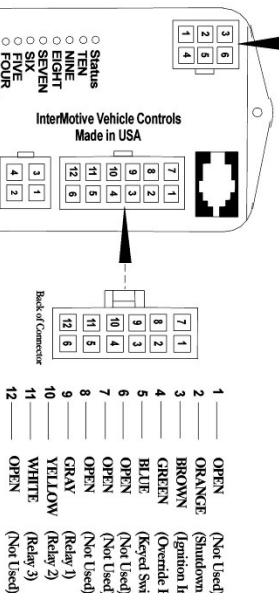 3 2 1
6 5 4
Status
TEN
NINE
EIGHT
SEVEN
SIX
FIVE
FOUR
InterMotive Vehicle Controls
Made in USA
3 1
4 2
12 11 10 9 8 7
6 5 4 3 2 1
12 11 10 9 8 7
6 5 4 3 2 1
Back of Connector
1 OPEN (Not Used)
2 ORANGE (Shutdown
3 BROWN (Ignition In
4 GREEN (Override
5 BLUE (Keyed Swi
6 OPEN (Not Used)
7 OPEN (Not Used)
8 OPEN (Not Used)
9 GRAY (Relay 1)
10 YELLOW (Relay 2)
11 WHITE (Relay 3)
12 OPEN (Not Used)